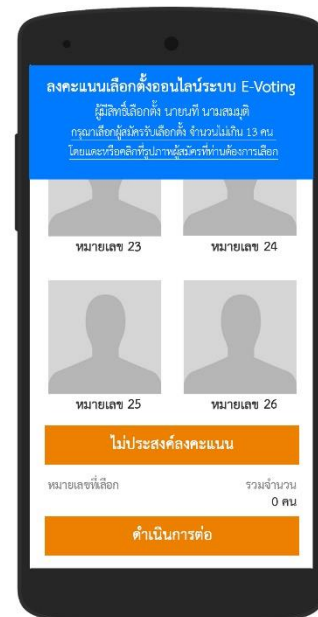 ลงคะแนนเลือกตั้งออนไลน์ระบบ E-Voting
ผู้มีสิทธิ์เลือกตั้ง นายนที นามสมมุติ
กรุณาเลือกผู้สมัครรับเลือกตั้ง จำนวนไม่เกิน 13 คน
โดยแตะหรือคลิกที่รูปภาพผู้สมัครที่ท่านต้องการเลือก
หมายเลข 23 หมายเลข 24
หมายเลข 25 หมายเลข 26
ไม่ประสงค์ลงคะแนน
หมายเลขที่เลือก รวมจำนวน
0 คน
ดำเนินการต่อ